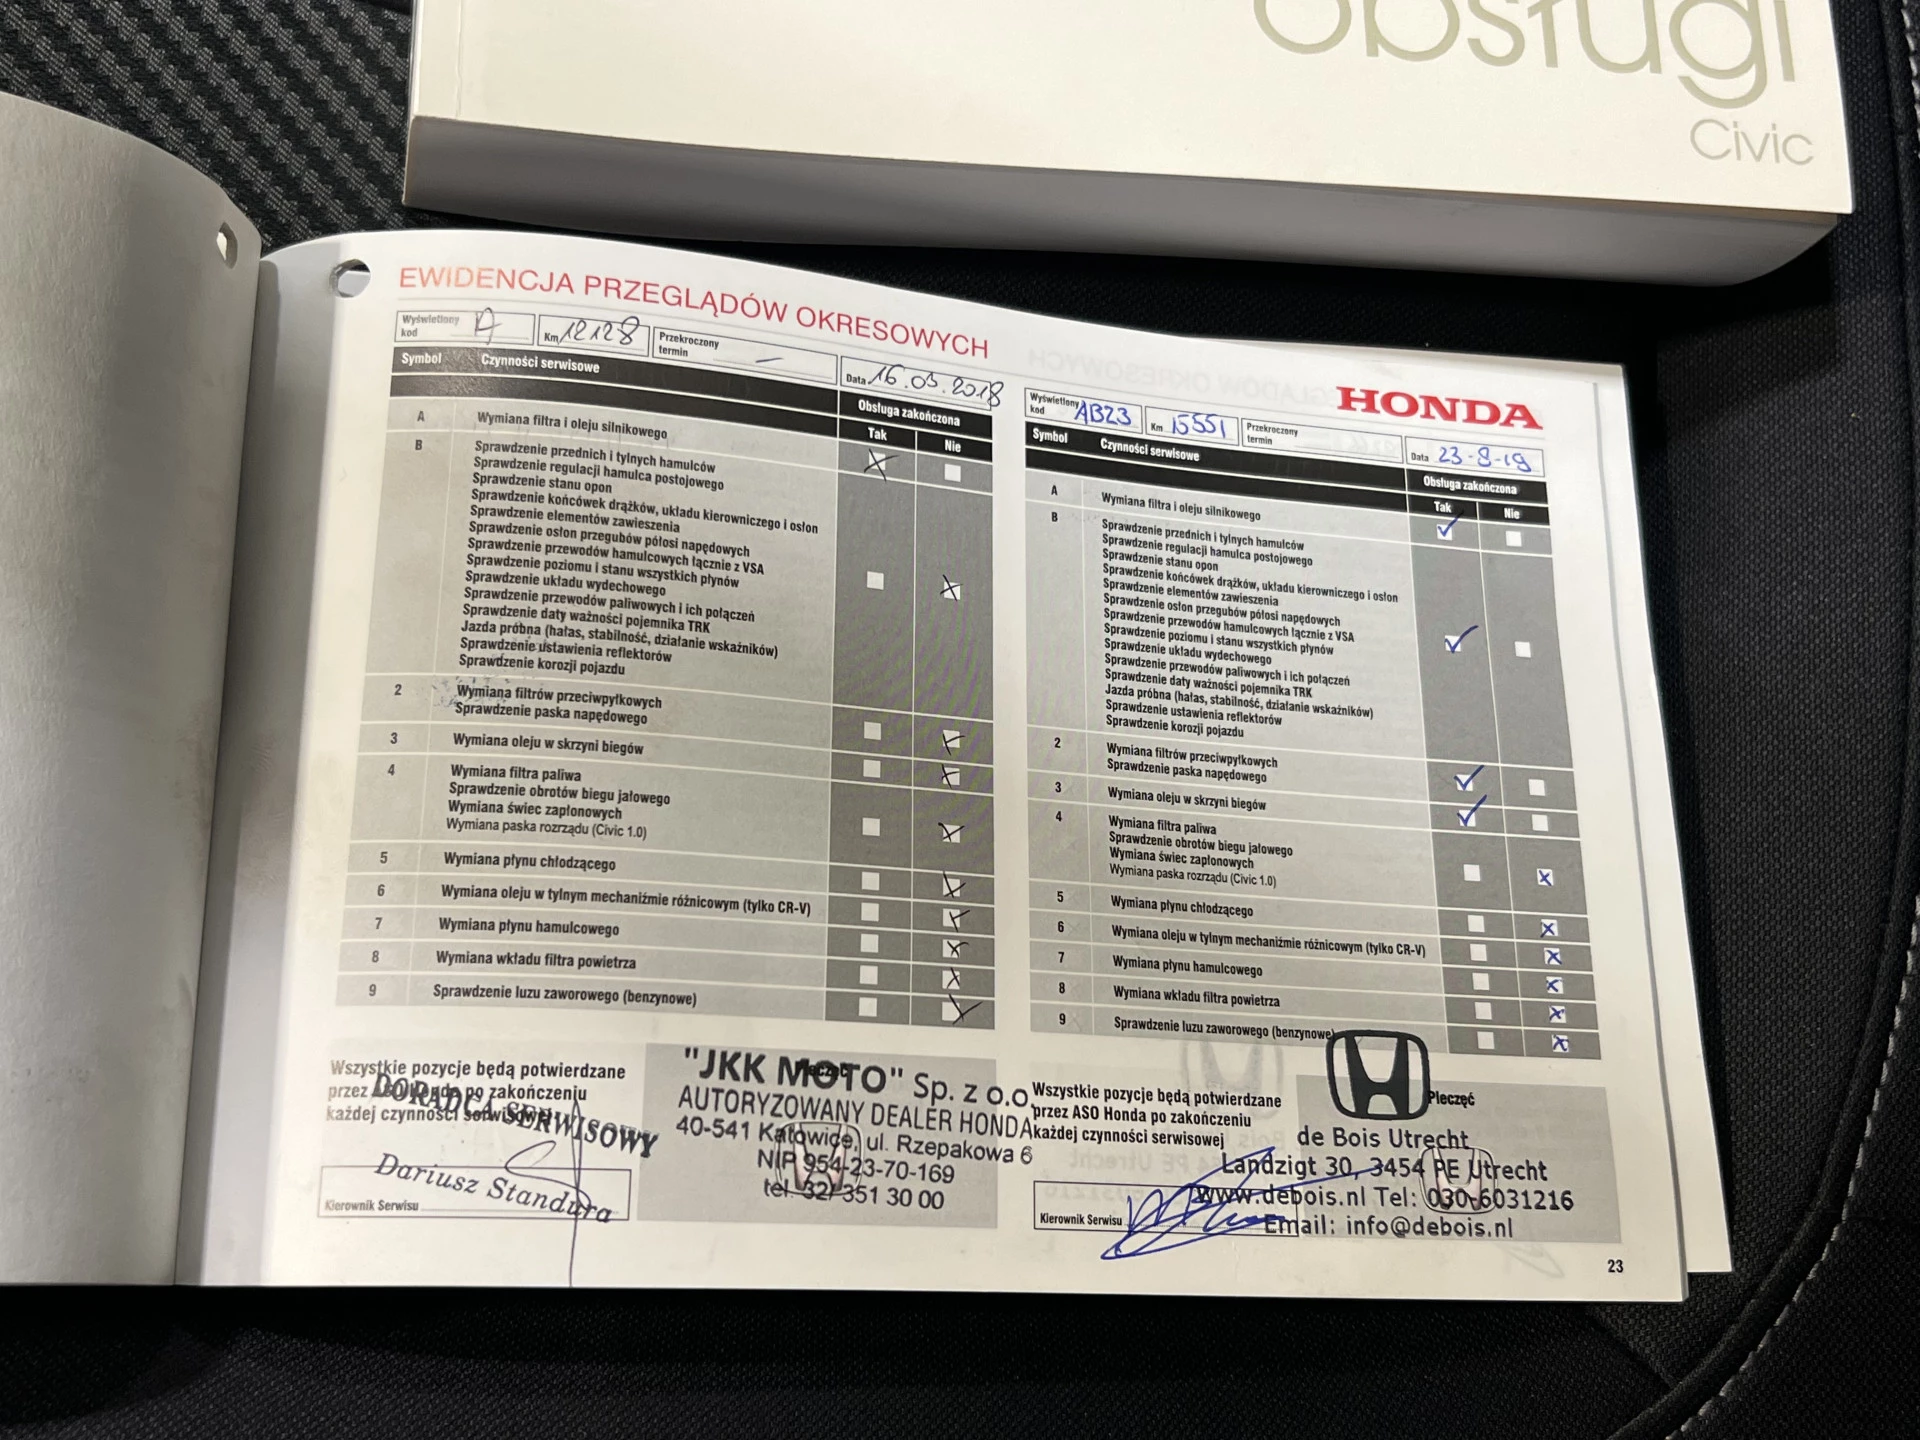 obsługi
Civic
EWIDENCJA PRZEGLĄDÓW OKRESOWYCH
HONDA
Wyświetlony kod A
Km 12128
Przekroczony termin –
Data 16.03.2018
Symbol Czynności serwisowe
Obsługa zakończona
Tak Nie
A Wymiana filtra i oleju silnikowego
B Sprawdzenie przednich i tylnych hamulców
Sprawdzenie regulacji hamulca postojowego
Sprawdzenie stanu opon
Sprawdzenie końcówek drążków, układu kierowniczego i osłon
Sprawdzenie elementów zawieszenia
Sprawdzenie osłon przegubów półosi napędowych
Sprawdzenie przewodów hamulcowych łącznie z VSA
Sprawdzenie poziomu i stanu wszystkich płynów
Sprawdzenie układu wydechowego
Sprawdzenie przewodów paliwowych i ich połączeń
Sprawdzenie daty ważności pojemnika TRK
Jazda próbna (hałas, stabilność, działanie wskaźników)
Sprawdzenie ustawienia reflektorów
Sprawdzenie korozji pojazdu
2 Wymiana filtrów przeciwpyłkowych
Sprawdzenie paska napędowego
3 Wymiana oleju w skrzyni biegów
4 Wymiana filtra paliwa
Sprawdzenie obrotów biegu jałowego
Wymiana świec zapłonowych
Wymiana paska rozrządu (Civic 1.0)
5 Wymiana płynu chłodzącego
6 Wymiana oleju w tylnym mechaniźmie różnicowym (tylko CR-V)
7 Wymiana płynu hamulcowego
8 Wymiana wkładu filtra powietrza
9 Sprawdzenie luzu zaworowego (benzynowe)
Wszystkie pozycje będą potwierdzane
przez ASO Honda po zakończeniu
każdej czynności serwisowej
DORADCA SERWISOWY
Dariusz Standura
Kierownik Serwisu
Pieczęć
"JKK MOTO" Sp. z o.o.
AUTORYZOWANY DEALER HONDA
40-541 Katowice, ul. Rzepakowa 6
NIP 954-23-70-169
tel. 32/ 351 30 00
Wyświetlony kod AB23
Km 15551
Przekroczony termin
Data 23-8-19
Symbol Czynności serwisowe
Obsługa zakończona
Tak Nie
A Wymiana filtra i oleju silnikowego
B Sprawdzenie przednich i tylnych hamulców
Sprawdzenie regulacji hamulca postojowego
Sprawdzenie stanu opon
Sprawdzenie końcówek drążków, układu kierowniczego i osłon
Sprawdzenie elementów zawieszenia
Sprawdzenie osłon przegubów półosi napędowych
Sprawdzenie przewodów hamulcowych łącznie z VSA
Sprawdzenie poziomu i stanu wszystkich płynów
Sprawdzenie układu wydechowego
Sprawdzenie przewodów paliwowych i ich połączeń
Sprawdzenie daty ważności pojemnika TRK
Jazda próbna (hałas, stabilność, działanie wskaźników)
Sprawdzenie ustawienia reflektorów
Sprawdzenie korozji pojazdu
2 Wymiana filtrów przeciwpyłkowych
Sprawdzenie paska napędowego
3 Wymiana oleju w skrzyni biegów
4 Wymiana filtra paliwa
Sprawdzenie obrotów biegu jałowego
Wymiana świec zapłonowych
Wymiana paska rozrządu (Civic 1.0)
5 Wymiana płynu chłodzącego
6 Wymiana oleju w tylnym mechaniźmie różnicowym (tylko CR-V)
7 Wymiana płynu hamulcowego
8 Wymiana wkładu filtra powietrza
9 Sprawdzenie luzu zaworowego (benzynowe)
Wszystkie pozycje będą potwierdzane
przez ASO Honda po zakończeniu
każdej czynności serwisowej
Kierownik Serwisu
Pieczęć
de Bois Utrecht
Landzigt 30, 3454 PE Utrecht
www.debois.nl Tel: 030-6031216
Email: info@debois.nl
23